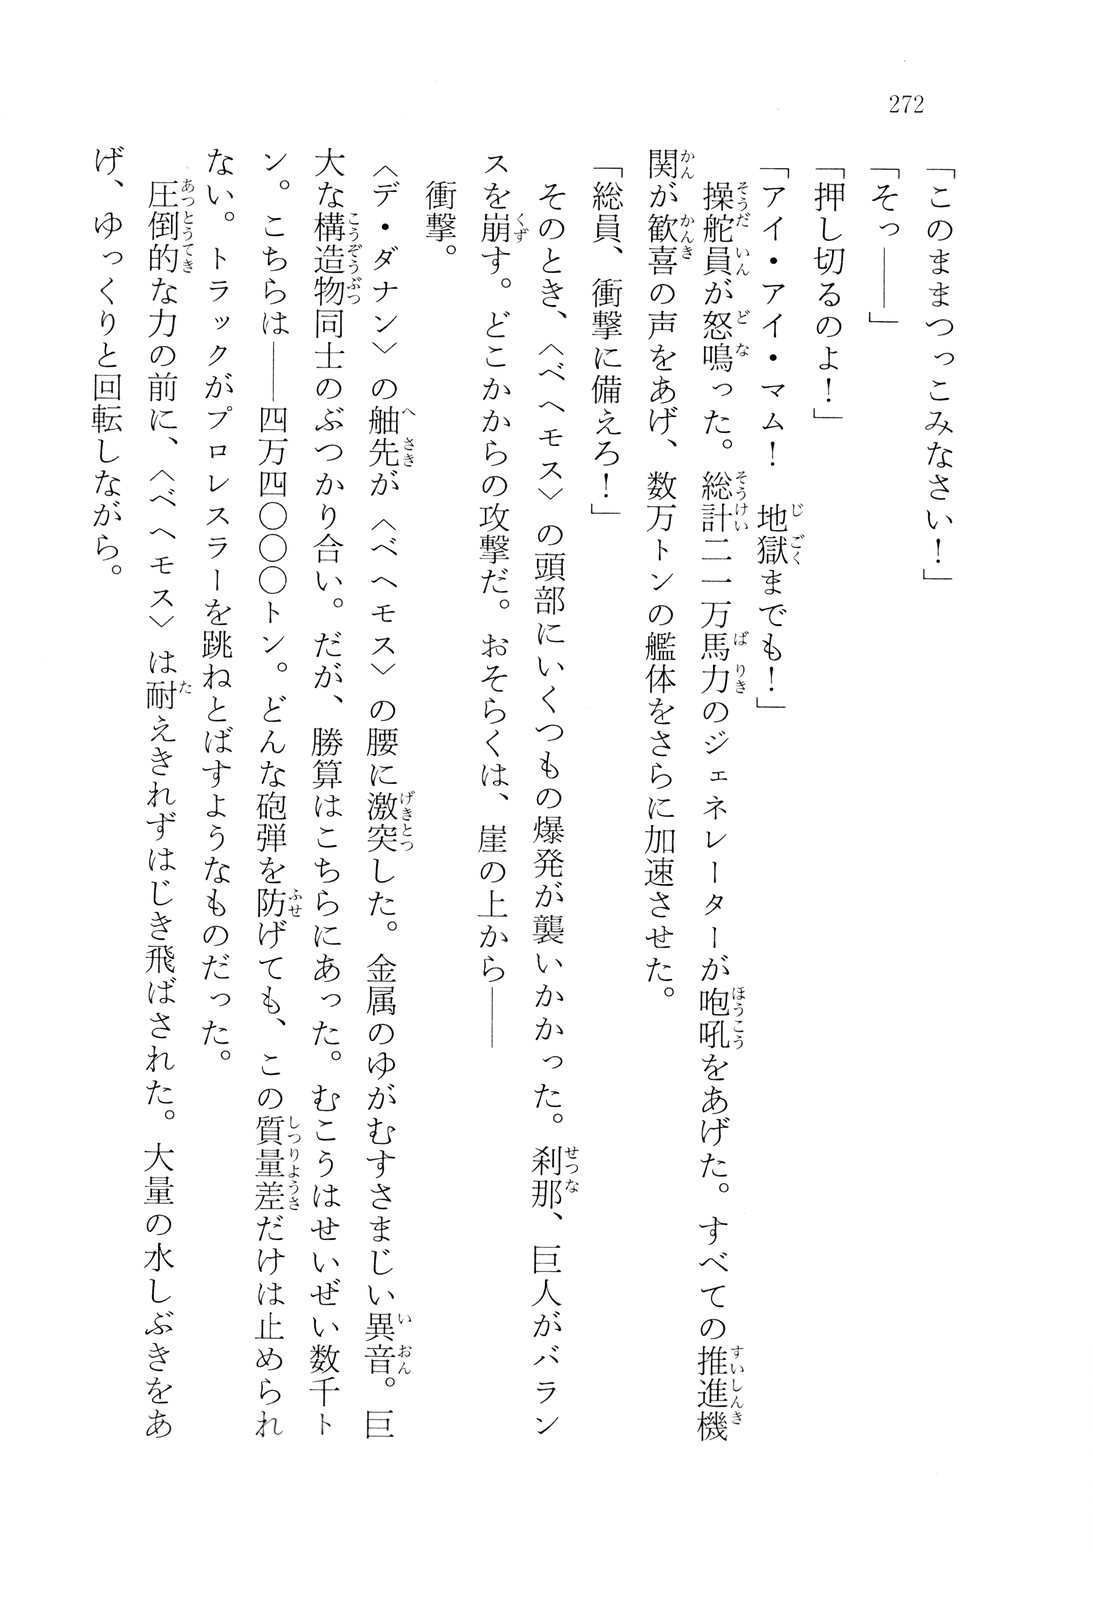 272
「このままつっこみなさい！」
「そっ――」
「押し切るのよ！」
「アイ・アイ・マム！　地獄までも！」
　操舵員が怒鳴った。総計二一万馬力のジェネレーターが咆吼をあげた。すべての推進機
関が歓喜の声をあげ、数万トンの艦体をさらに加速させた。
「総員、衝撃に備えろ！」
　そのとき、〈ベヘモス〉の頭部にいくつもの爆発が襲いかかった。刹那、巨人がバラン
スを崩す。どこかからの攻撃だ。おそらくは、崖の上から――
　衝撃。
〈デ・ダナン〉の舳先が〈ベヘモス〉の腰に激突した。金属のゆがむすさまじい異音。巨
大な構造物同士のぶつかり合い。だが、勝算はこちらにあった。むこうはせいぜい数千ト
ン。こちらは――四万四〇〇〇トン。どんな砲弾を防げても、この質量差だけは止められ
ない。トラックがプロレスラーを跳ねとばすようなものだった。
　圧倒的な力の前に、〈ベヘモス〉は耐えきれずはじき飛ばされた。大量の水しぶきをあ
げ、ゆっくりと回転しながら。